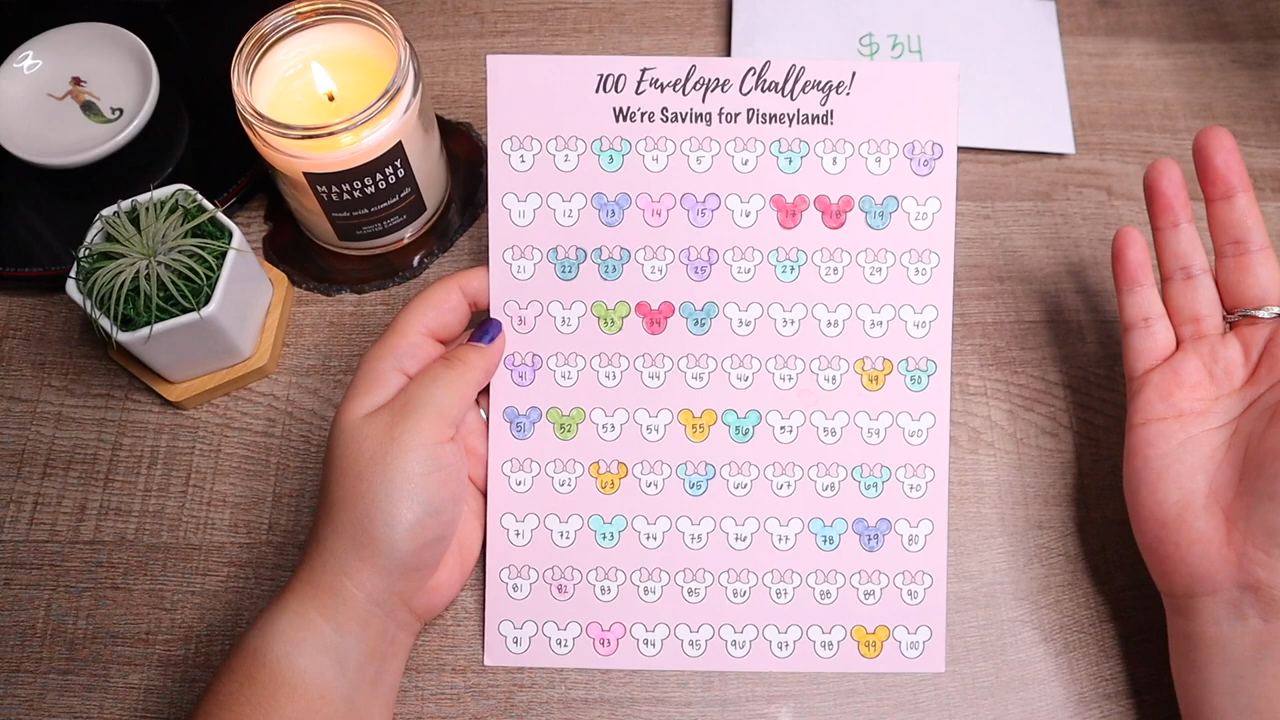 $34
100 Envelope Challenge!
We're Saving for Disneyland!
1 2 3 4 5 6 7 8 9 10
11 12 13 14 15 16 17 18 19 20
21 22 23 24 25 26 27 28 29 30
31 32 33 34 35 36 37 38 39 40
41 42 43 44 45 46 47 48 49 50
51 52 53 54 55 56 57 58 59 60
61 62 63 64 65 66 67 68 69 70
71 72 73 74 75 76 77 78 79 80
81 82 83 84 85 86 87 88 89 90
91 92 93 94 95 96 97 98 99 100
MAHOGANY
TEAKWOOD
made with essential oils
WHITE BARN
SCENTED CANDLE